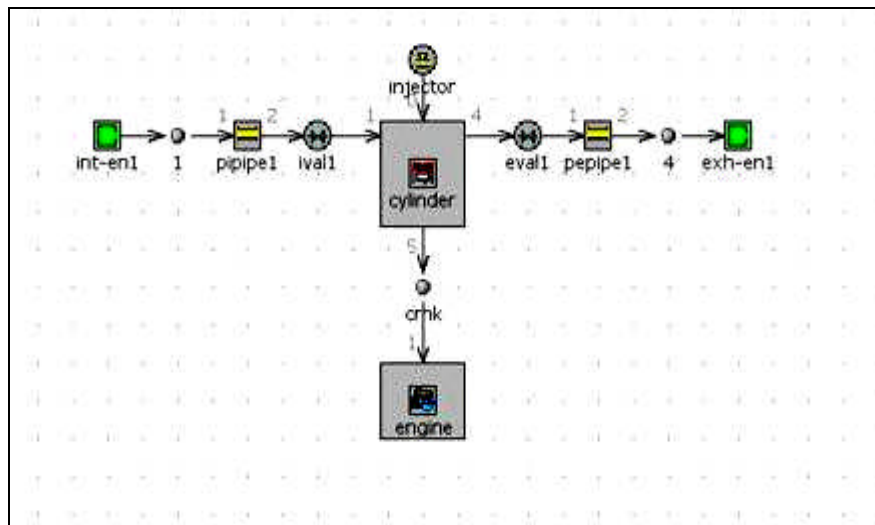 injector
1 2 1 4 1 2
int-en1 1 pipipe1 ival1 eval1 pepipe1 4 exh-en1
cylinder
5
crnk
1
engine